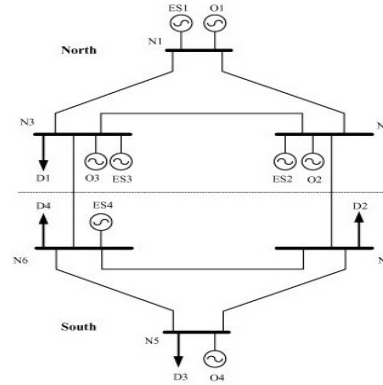 ES1 O1
North
N1
N3 N
D1 O3 ES3 ES2 O2
D4 ES4 D2
N6 N
South
N5
D3 O4